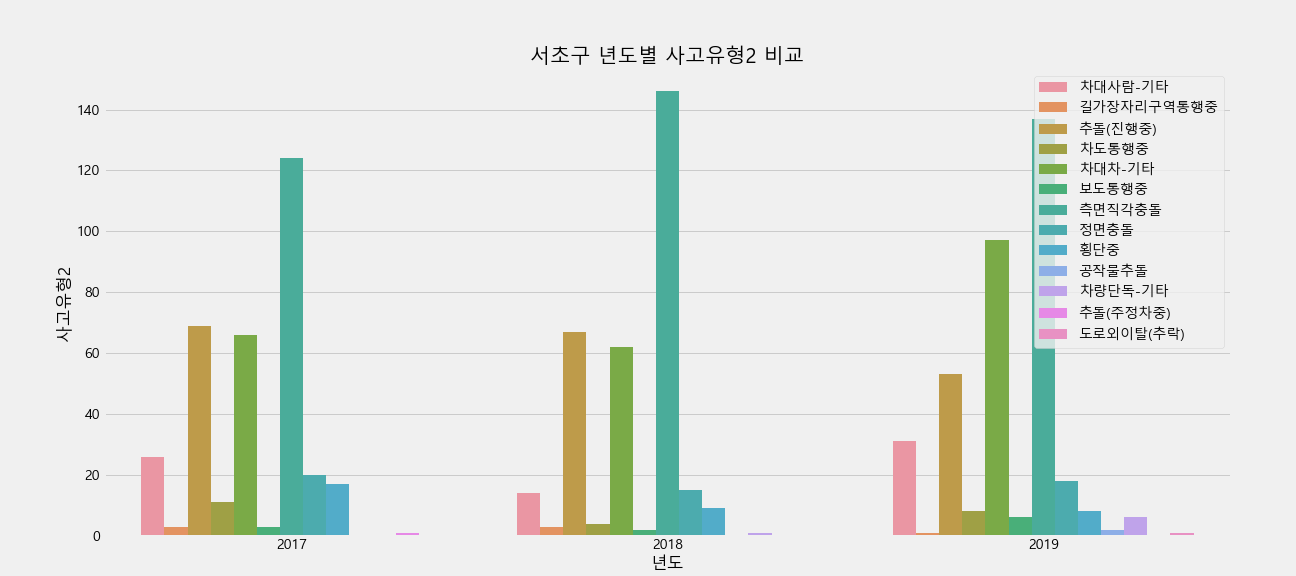 서초구 년도별 사고유형2 비교
차대사람-기타
길가장자리구역통행중
추돌(진행중)
차도통행중
차대차-기타
보도통행중
측면직각충돌
정면충돌
횡단중
공작물추돌
차량단독-기타
추돌(주정차중)
도로외이탈(추락)
사고유형2
140
120
100
80
60
40
20
0
2017
2018
2019
년도